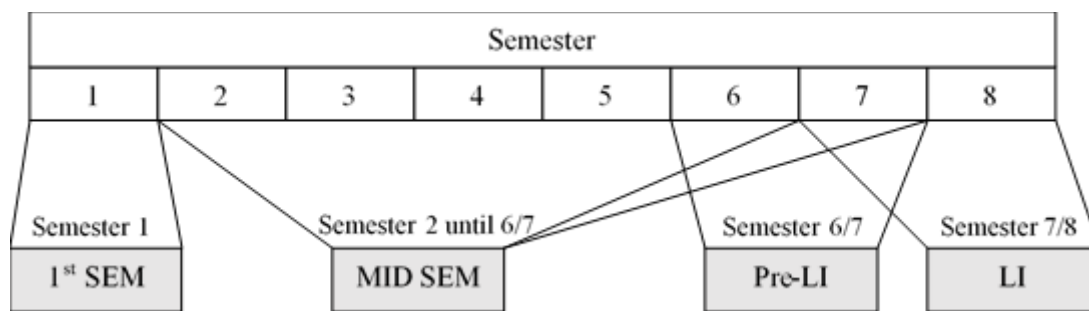 Semester
1 2 3 4 5 6 7 8
Semester 1 Semester 2 until 6/7 Semester 6/7 Semester 7/8
1st SEM MID SEM Pre-LI LI